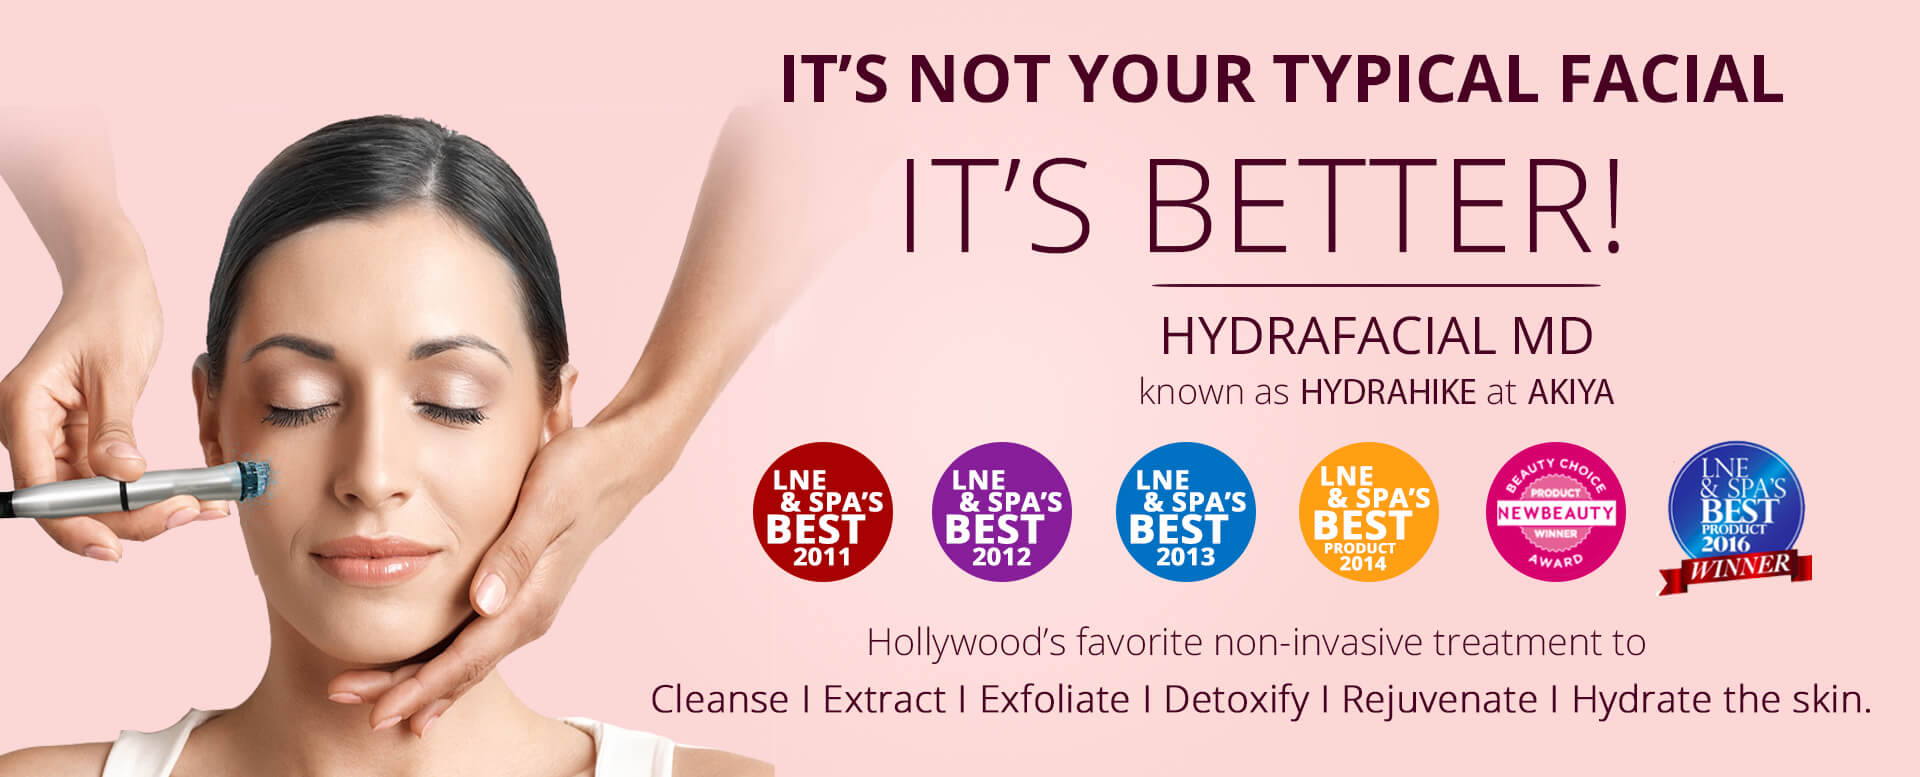 IT’S NOT YOUR TYPICAL FACIAL
IT’S BETTER!
HYDRAFACIAL MD
known as HYDRAHIKE at AKIYA
LNE
& SPA’S
BEST
2011
LNE
& SPA’S
BEST
2012
LNE
& SPA’S
BEST
2013
LNE
& SPA’S
BEST
PRODUCT
2014
BEAUTY CHOICE
PRODUCT
NEWBEAUTY
WINNER
AWARD
LNE
& SPA’S
BEST
PRODUCT
2016
WINNER
Hollywood’s favorite non-invasive treatment to
Cleanse I Extract I Exfoliate I Detoxify I Rejuvenate I Hydrate the skin.